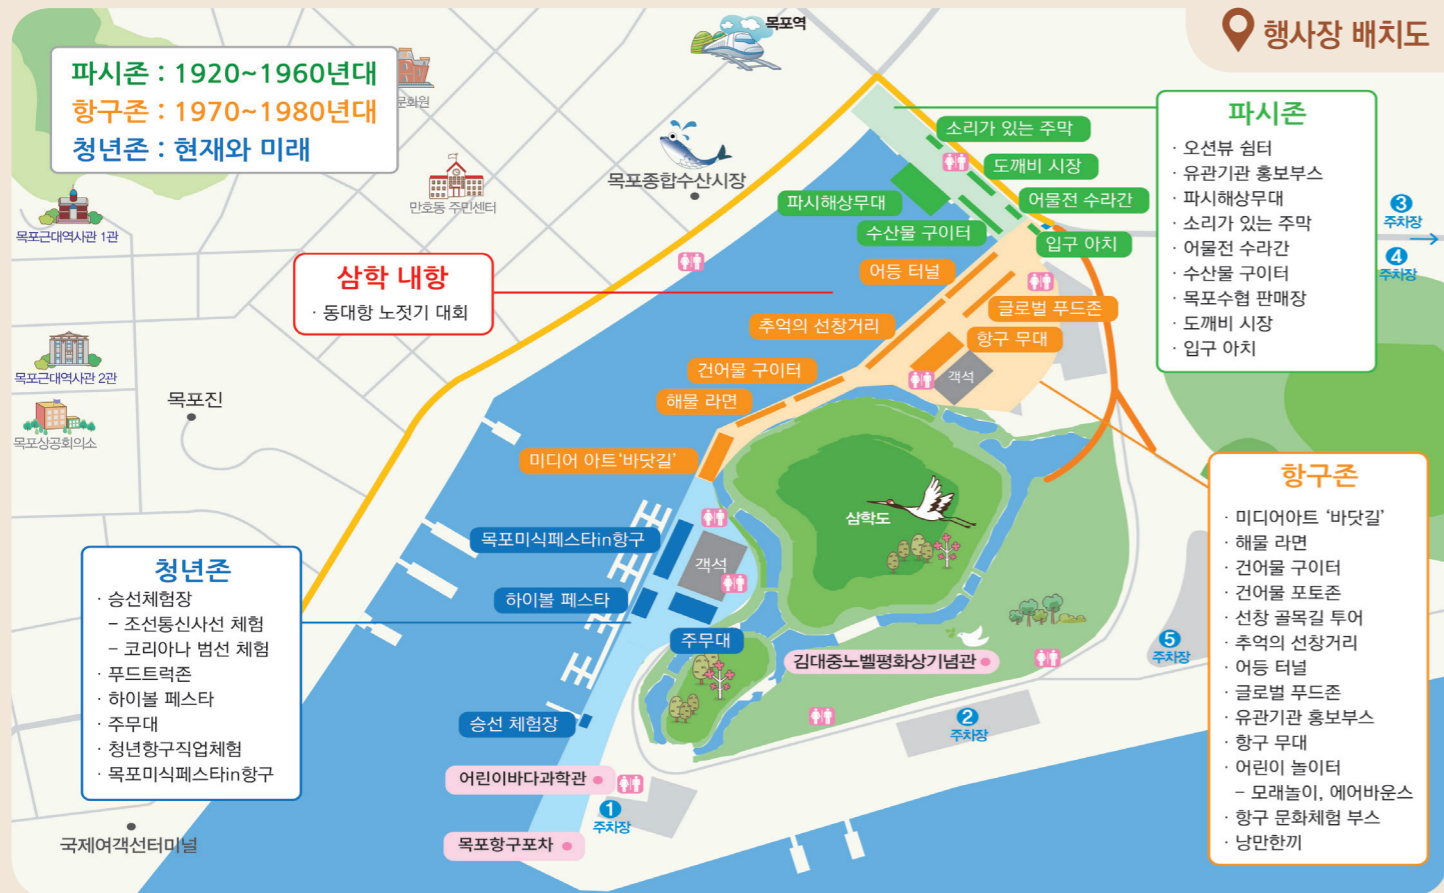 행사장 배치도
파시존 : 1920~1960년대
항구존 : 1970~1980년대
청년존 : 현재와 미래
목포역
문화원
만호동 주민센터
목포종합수산시장
목포근대역사관 1관
목포근대역사관 2관
목포상공회의소
목포진
삼학 내항
· 동대항 노젓기 대회
소리가 있는 주막
도깨비 시장
어물전 수라간
파시해상무대
수산물 구이터
입구 아치
어등 터널
글로벌 푸드존
추억의 선창거리
항구 무대
객석
건어물 구이터
해물 라면
미디어 아트‘바닷길’
삼학도
목포미식페스타in항구
객석
하이볼 페스타
주무대
승선 체험장
김대중노벨평화상기념관
어린이바다과학관
목포항구포차
국제여객선터미널
1
주차장
2
주차장
3
주차장
4
주차장
5
주차장
파시존
· 오션뷰 쉼터
· 유관기관 홍보부스
· 파시해상무대
· 소리가 있는 주막
· 어물전 수라간
· 수산물 구이터
· 목포수협 판매장
· 도깨비 시장
· 입구 아치
항구존
· 미디어아트 ‘바닷길’
· 해물 라면
· 건어물 구이터
· 건어물 포토존
· 선창 골목길 투어
· 추억의 선창거리
· 어등 터널
· 글로벌 푸드존
· 유관기관 홍보부스
· 항구 무대
· 어린이 놀이터
– 모래놀이, 에어바운스
· 항구 문화체험 부스
· 낭만한끼
청년존
· 승선체험장
– 조선통신사선 체험
– 코리아나 범선 체험
· 푸드트럭존
· 하이볼 페스타
· 주무대
· 청년항구직업체험
· 목포미식페스타in항구